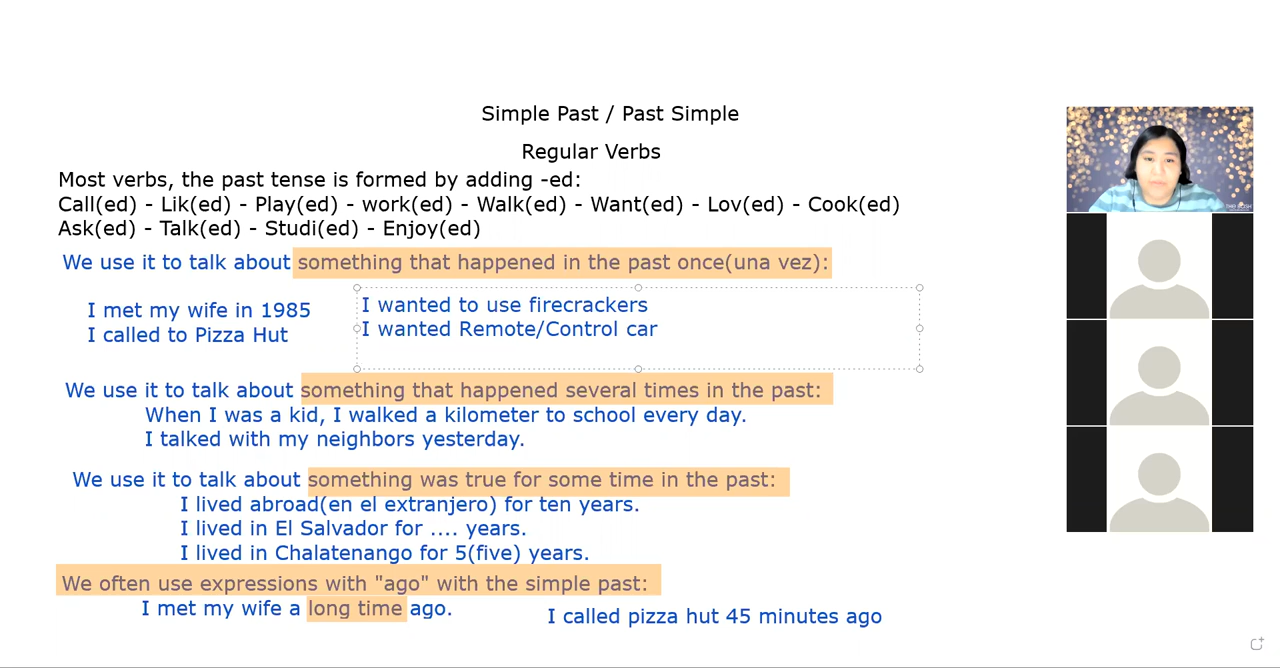 Simple Past / Past Simple
Regular Verbs
Most verbs, the past tense is formed by adding -ed:
Call(ed) - Lik(ed) - Play(ed) - work(ed) - Walk(ed) - Want(ed) - Lov(ed) - Cook(ed)
Ask(ed) - Talk(ed) - Studi(ed) - Enjoy(ed)
We use it to talk about something that happened in the past once(una vez):
I met my wife in 1985
I called to Pizza Hut
I wanted to use firecrackers
I wanted Remote/Control car
We use it to talk about something that happened several times in the past:
When I was a kid, I walked a kilometer to school every day.
I talked with my neighbors yesterday.
We use it to talk about something was true for some time in the past:
I lived abroad(en el extranjero) for ten years.
I lived in El Salvador for .... years.
I lived in Chalatenango for 5(five) years.
We often use expressions with "ago" with the simple past:
I met my wife a long time ago.
I called pizza hut 45 minutes ago